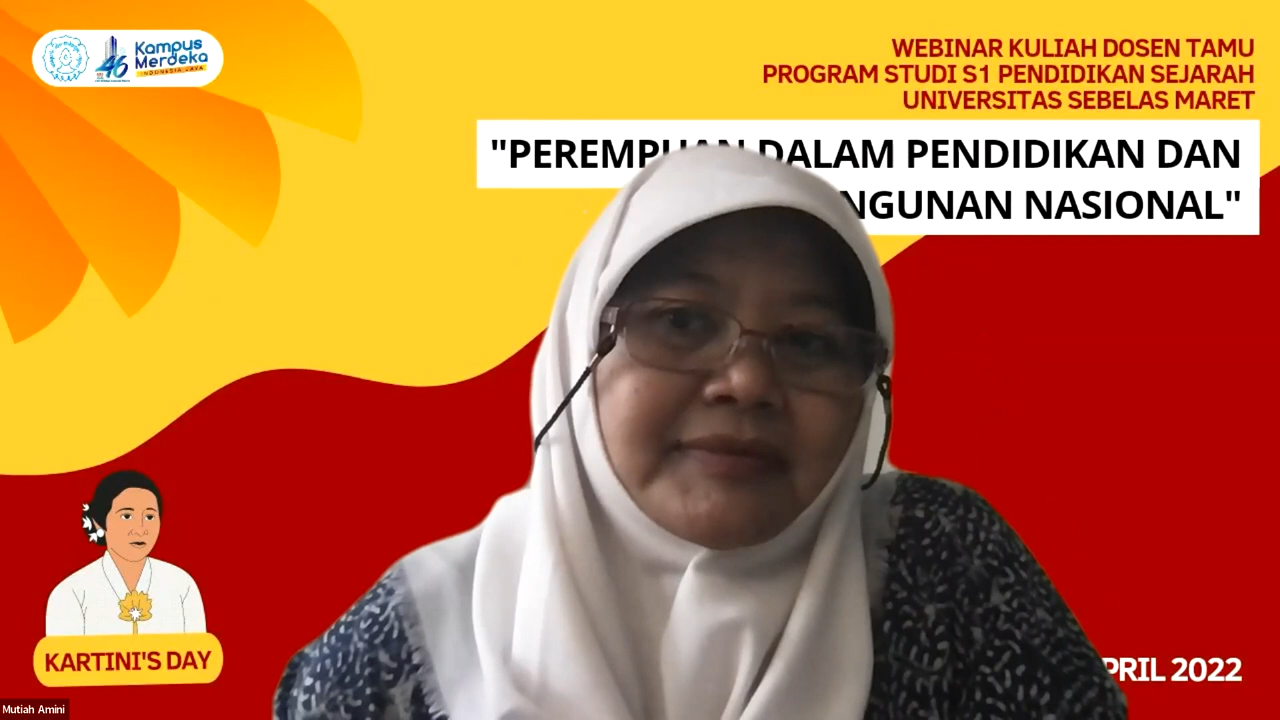 Kampus
Merdeka
INDONESIA JAYA
46
WEBINAR KULIAH DOSEN TAMU
PROGRAM STUDI S1 PENDIDIKAN SEJARAH
UNIVERSITAS SEBELAS MARET
"PEREMPUAN DALAM PENDIDIKAN DAN
NGUNAN NASIONAL"
KARTINI'S DAY
PRIL 2022
Mutiah Amini